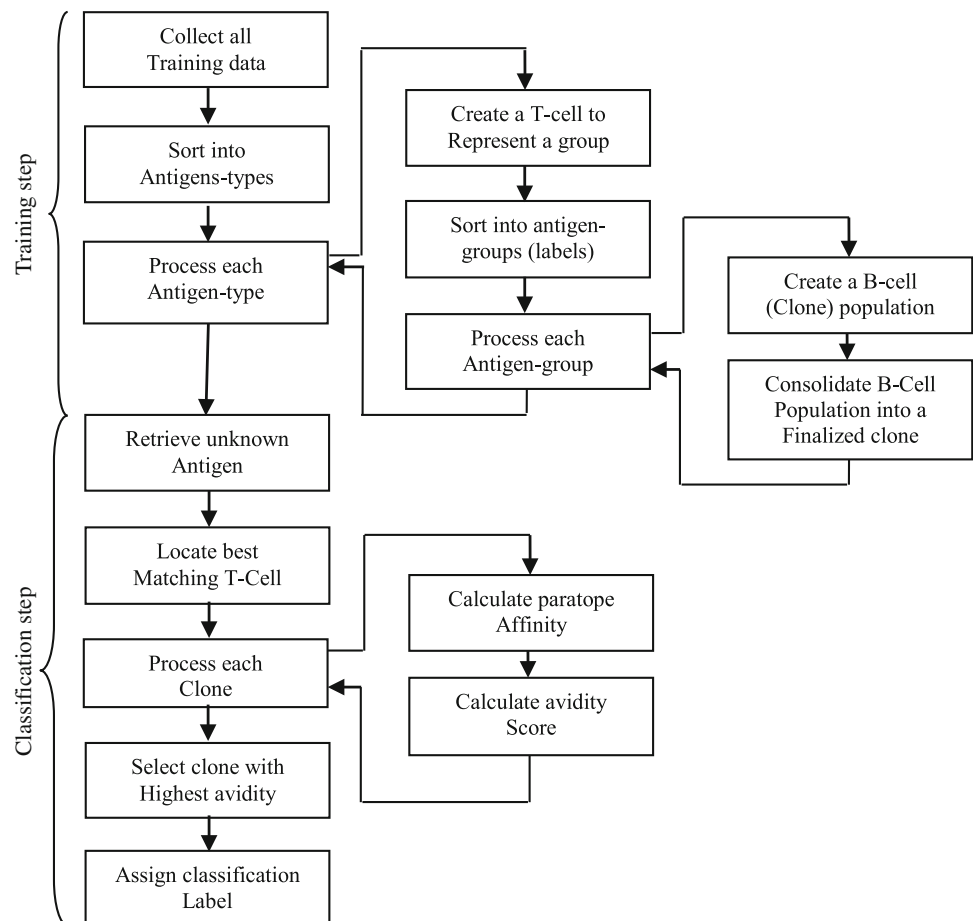 Training step
Collect all
Training data
Sort into
Antigens-types
Process each
Antigen-type
Create a T-cell to
Represent a group
Sort into antigen-
groups (labels)
Process each
Antigen-group
Create a B-cell
(Clone) population
Consolidate B-Cell
Population into a
Finalized clone
Classification step
Retrieve unknown
Antigen
Locate best
Matching T-Cell
Process each
Clone
Calculate paratope
Affinity
Calculate avidity
Score
Select clone with
Highest avidity
Assign classification
Label